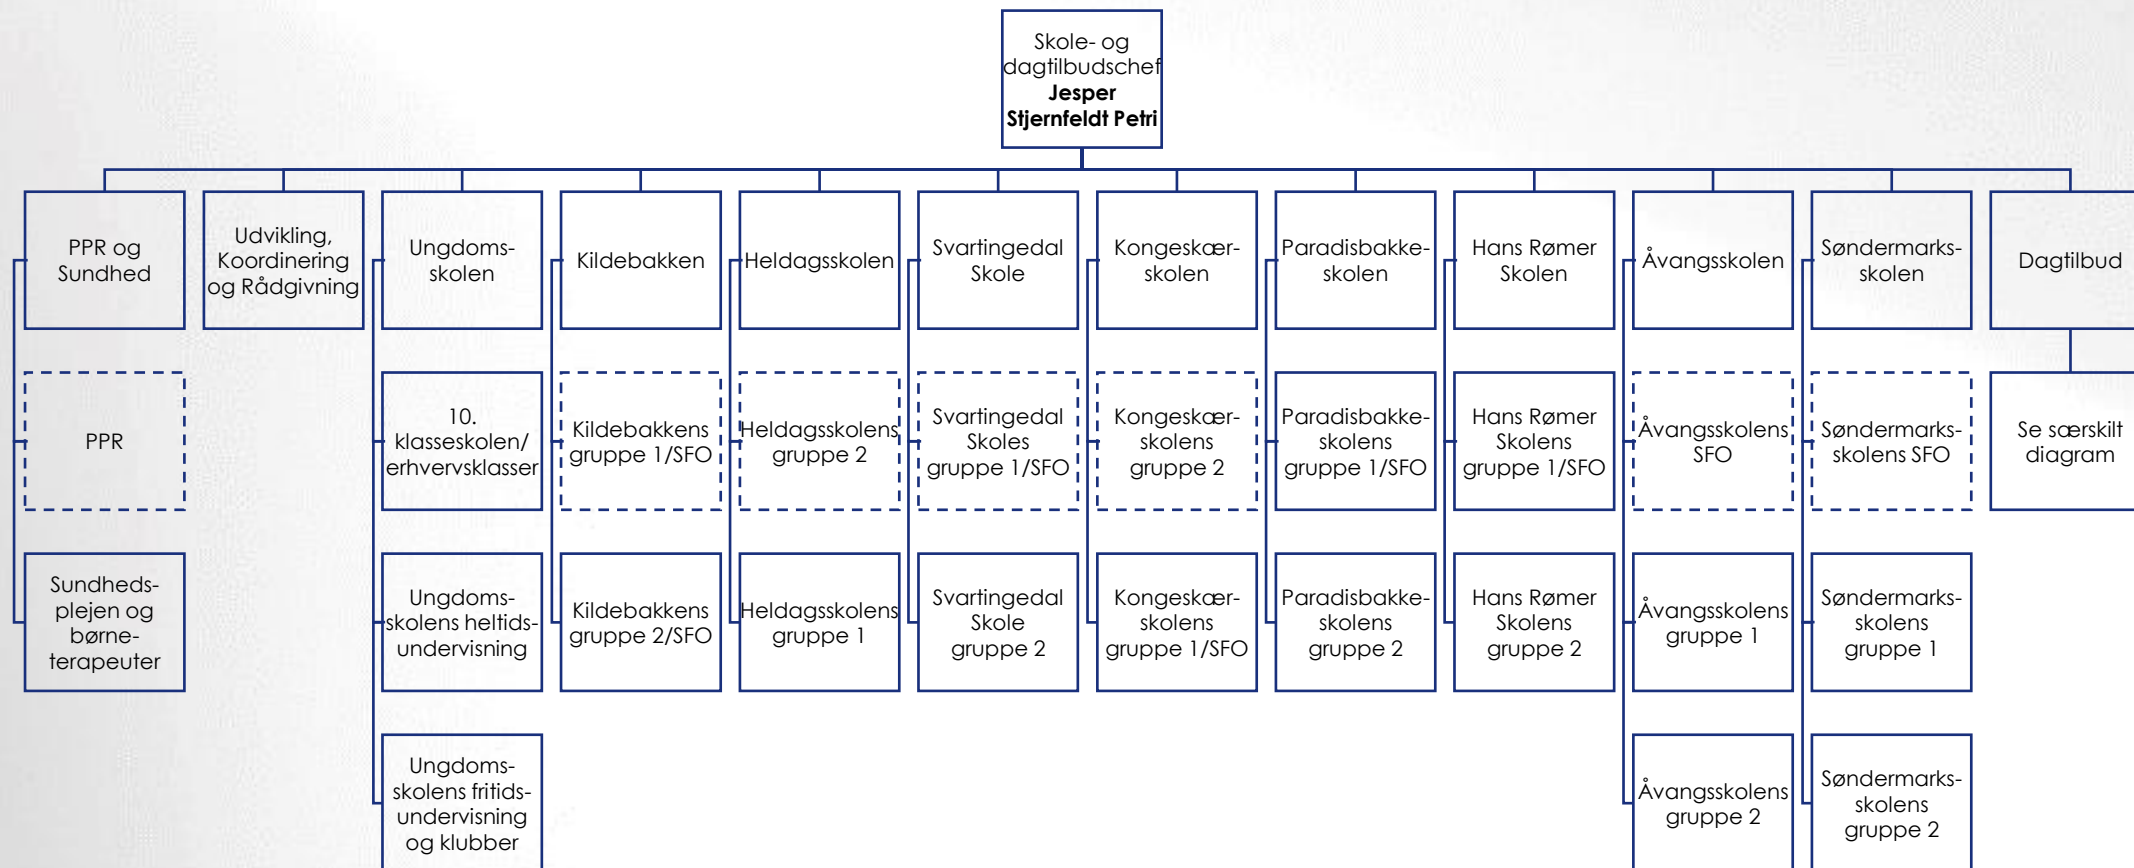 Skole- og
dagtilbudschef
Jesper
Stjernfeldt Petri
PPR og
Sundhed
Udvikling,
Koordinering
og Rådgivning
Ungdoms-
skolen
Kildebakken
Heldagsskolen
Svartingedal
Skole
Kongeskær-
skolen
Paradisbakke-
skolen
Hans Rømer
Skolen
Åvangsskolen
Søndermarks-
skolen
Dagtilbud
PPR
10.
klasseskolen/
erhvervsklasser
Kildebakkens
gruppe 1/SFO
Heldagsskolens
gruppe 2
Svartingedal
Skoles
gruppe 1/SFO
Kongeskær-
skolens
gruppe 2
Paradisbakke-
skolens
gruppe 1/SFO
Hans Rømer
Skolens
gruppe 1/SFO
Åvangsskolens
SFO
Søndermarks-
skolens SFO
Se særskilt
diagram
Sundheds-
plejen og
børne-
terapeuter
Ungdoms-
skolens heltids-
undervisning
Kildebakkens
gruppe 2/SFO
Heldagsskolens
gruppe 1
Svartingedal
Skole
gruppe 2
Kongeskær-
skolens
gruppe 1/SFO
Paradisbakke-
skolens
gruppe 2
Hans Rømer
Skolens
gruppe 2
Åvangsskolens
gruppe 1
Søndermarks-
skolens
gruppe 1
Ungdoms-
skolens fritids-
undervisning
og klubber
Åvangsskolens
gruppe 2
Søndermarks-
skolens
gruppe 2